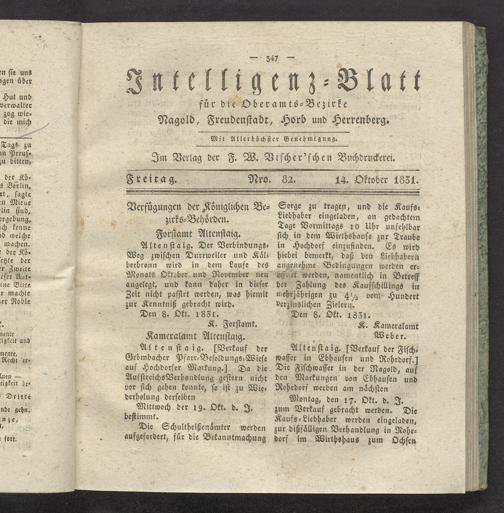 — 347 —
Intelligenz-Blatt
für die Oberamts-Bezirke
Nagold, Freudenstadt, Horb und Herrenberg.
Mit Allerhöchster Genehmigung.
Im Verlag der F. W. Vischer'schen Buchdruckerei.
Freitag. Nro. 82. 14. Oktober 1831.
Verfügungen der Königlichen Be-
zirks-Behörden.
Forstamt Altenstaig.
Altenstaig. Der Verbindungs-
Weg zwischen Durrweiler und Käl-
berbronn wird in dem Laufe des
Monats Oktober und November neu
angelegt, und kann daher in dieser
Zeit nicht passirt werden, was hiemit
zur Kenntniß gebracht wird.
Den 8. Okt. 1831.
K. Forstamt.
Kameralamt Altenstaig.
Altenstaig. [Verkauf der
Grömbacher Pfarr-Besoldungs-Wiese
auf Hochdorfer Markung.] Da die
Aufstreichs-Verhandlung gestern nicht
vor sich gehen konnte, so ist zu Wie-
derholung derselben
Mittwoch der 19. Okt. d. J.
bestimmt.
Die Schultheißenämter werden
aufgefordert, für die Bekanntmachung
Sorge zu tragen, und die Kaufs-
Liebhaber eingeladen, an gedachtem
Tage Vormittags 10 Uhr unfehlbar
sich in dem Wirthshause zur Traube
in Hochdorf einzufinden. Es wird
hiebei bemerkt, daß den Liebhabern
angenehme Bedingungen werden er-
öffnet werden, namentlich in Betreff
der Zahlung des Kaufschillings in
mehrjährigen zu 4½ vom Hundert
verzinslichen Zielern.
Den 8. Okt. 1831.
K. Kameralamt
Weber.
Altenstaig. [Verkauf der Fisch-
wasser in Ebhausen und Rohrdorf.]
Die Fischwasser in der Nagold, auf
den Markungen von Ebhausen und
Rohrdorf werden am nächsten
Montag, den 17. Okt. d. J.
zum Verkauf gebracht werden. Die
Kaufs-Liebhaber werden eingeladen,
zur dißfälligen Verhandlung in Rohr-
dorf im Wirthshaus zum Ochsen